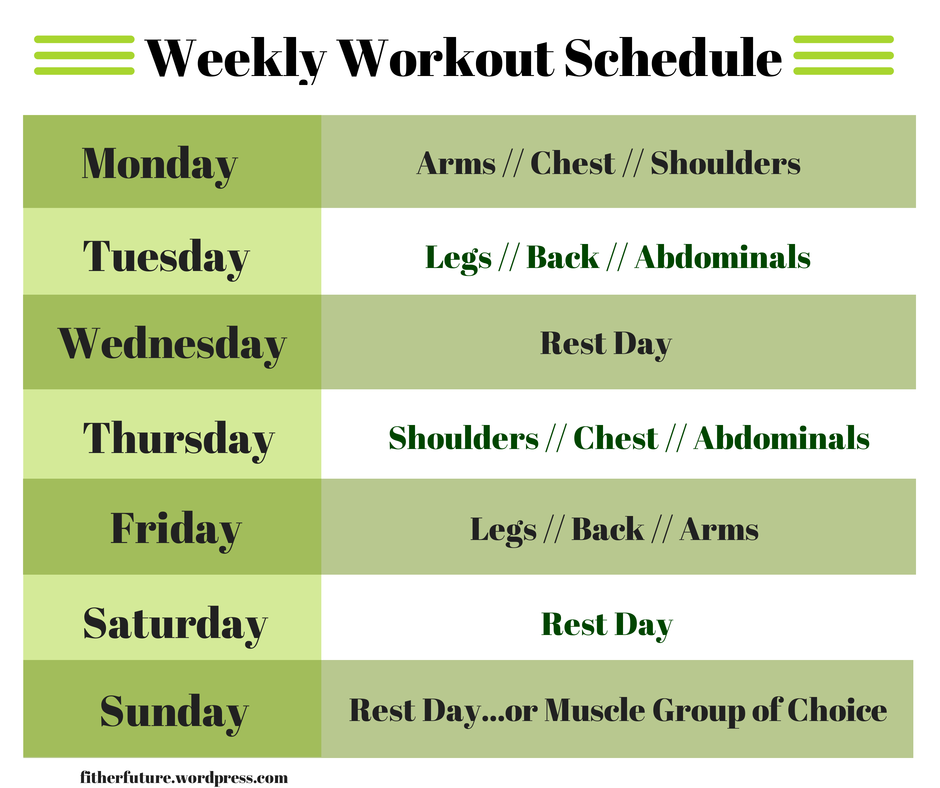 Weekly Workout Schedule
Monday
Arms // Chest // Shoulders
Tuesday
Legs // Back // Abdominals
Wednesday
Rest Day
Thursday
Shoulders // Chest // Abdominals
Friday
Legs // Back // Arms
Saturday
Rest Day
Sunday
Rest Day...or Muscle Group of Choice
fitherfuture.wordpress.com